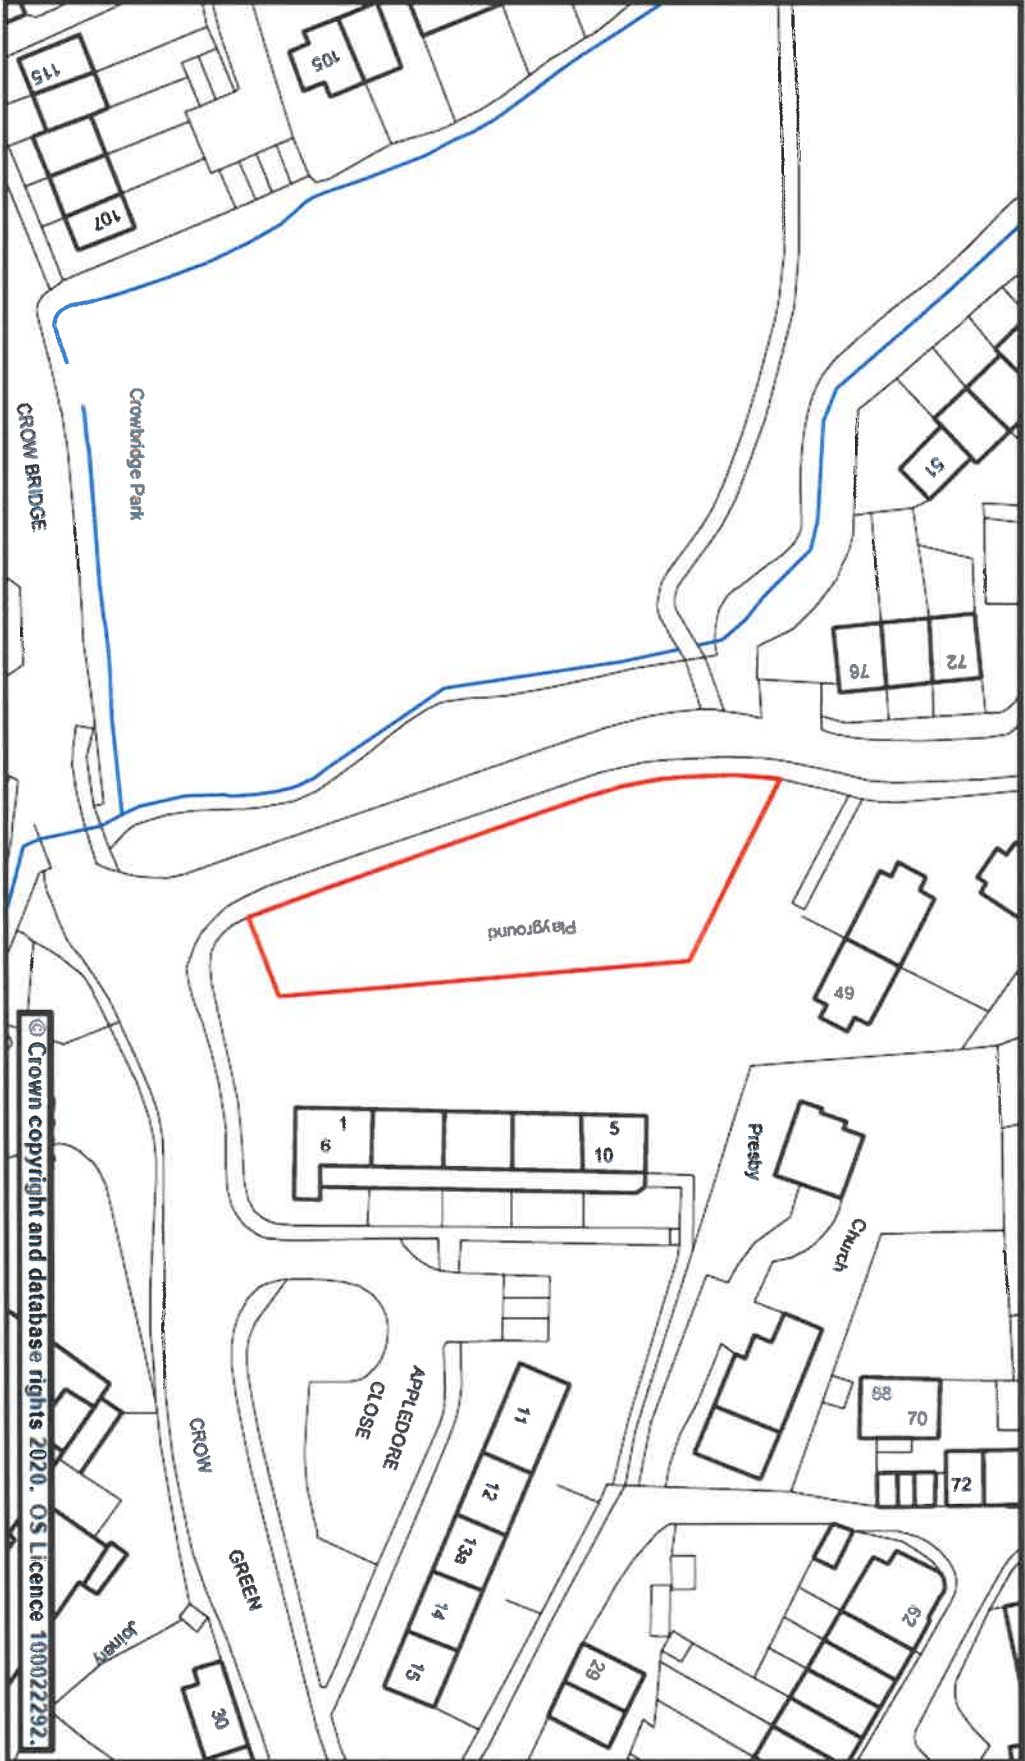 115
107
105
Crowbridge Park
CROW BRIDGE
51
76
72
Playground
49
1
6
5
10
Presby
Church
68
70
72
APPLEDORE
CLOSE
11
12
13a
14
15
CROW
GREEN
62
29
Joinery
30
© Crown copyright and database rights 2020. OS Licence 100022292.